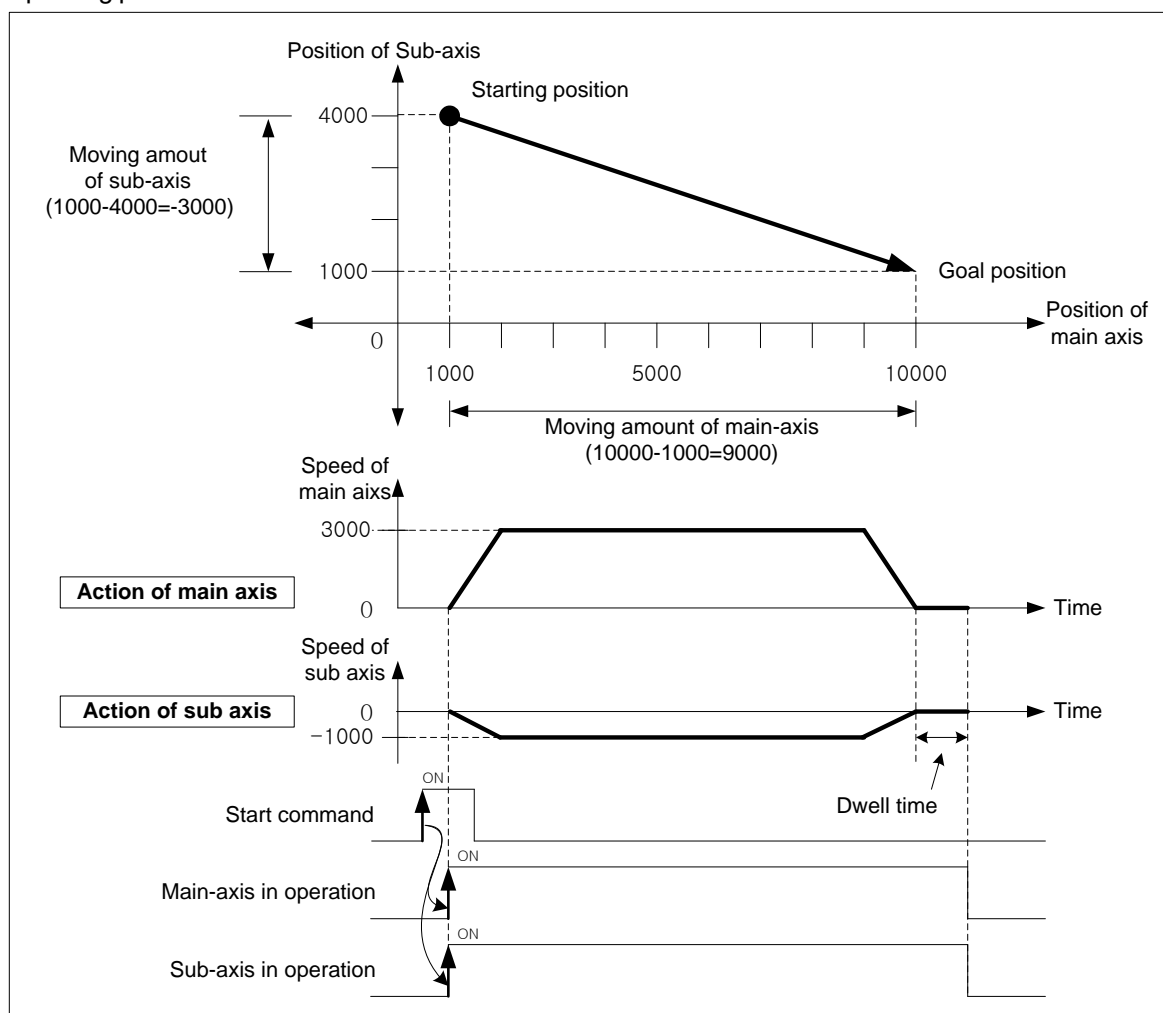 Position of Sub-axis
Starting position
4000
Moving amout
of sub-axis
(1000-4000=-3000)
1000
Goal position
Position of
main axis
0
1000
5000
10000
Moving amount of main-axis
(10000-1000=9000)
Speed of
main aixs
3000
Action of main axis
0
Time
Speed of
sub axis
0
Action of sub axis
Time
-1000
ON
Dwell time
Start command
ON
Main-axis in operation
ON
Sub-axis in operation